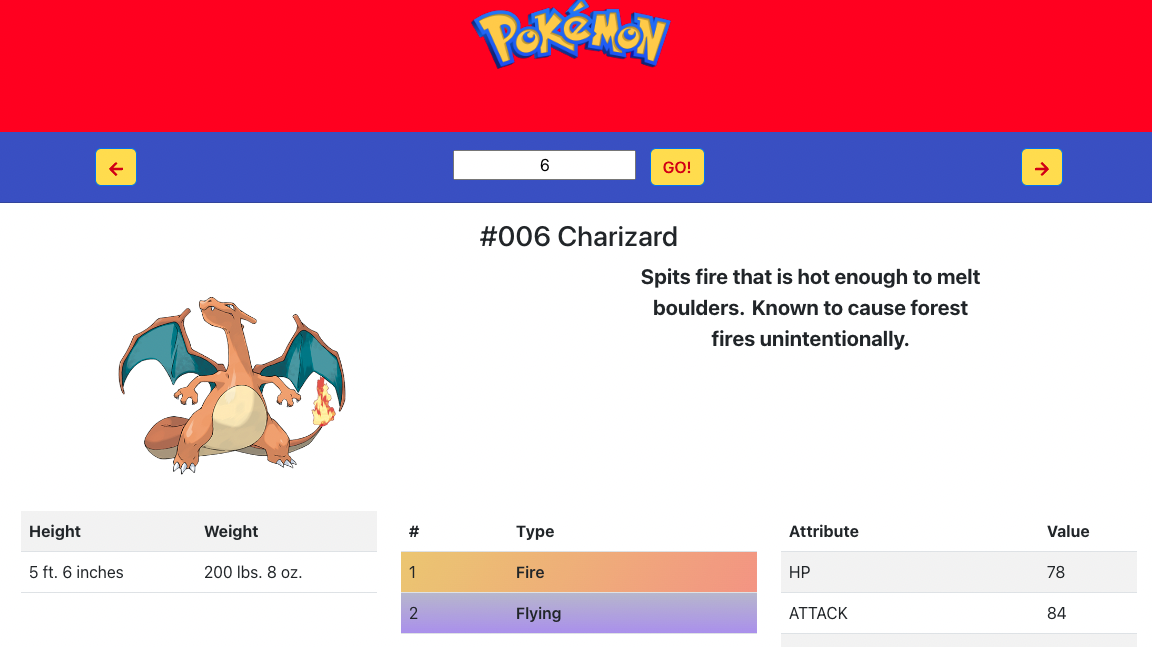 POKéMON
← 6 GO! →
#006 Charizard
Spits fire that is hot enough to melt
boulders. Known to cause forest
fires unintentionally.
Height Weight
5 ft. 6 inches 200 lbs. 8 oz.
# Type
1 Fire
2 Flying
Attribute Value
HP 78
ATTACK 84